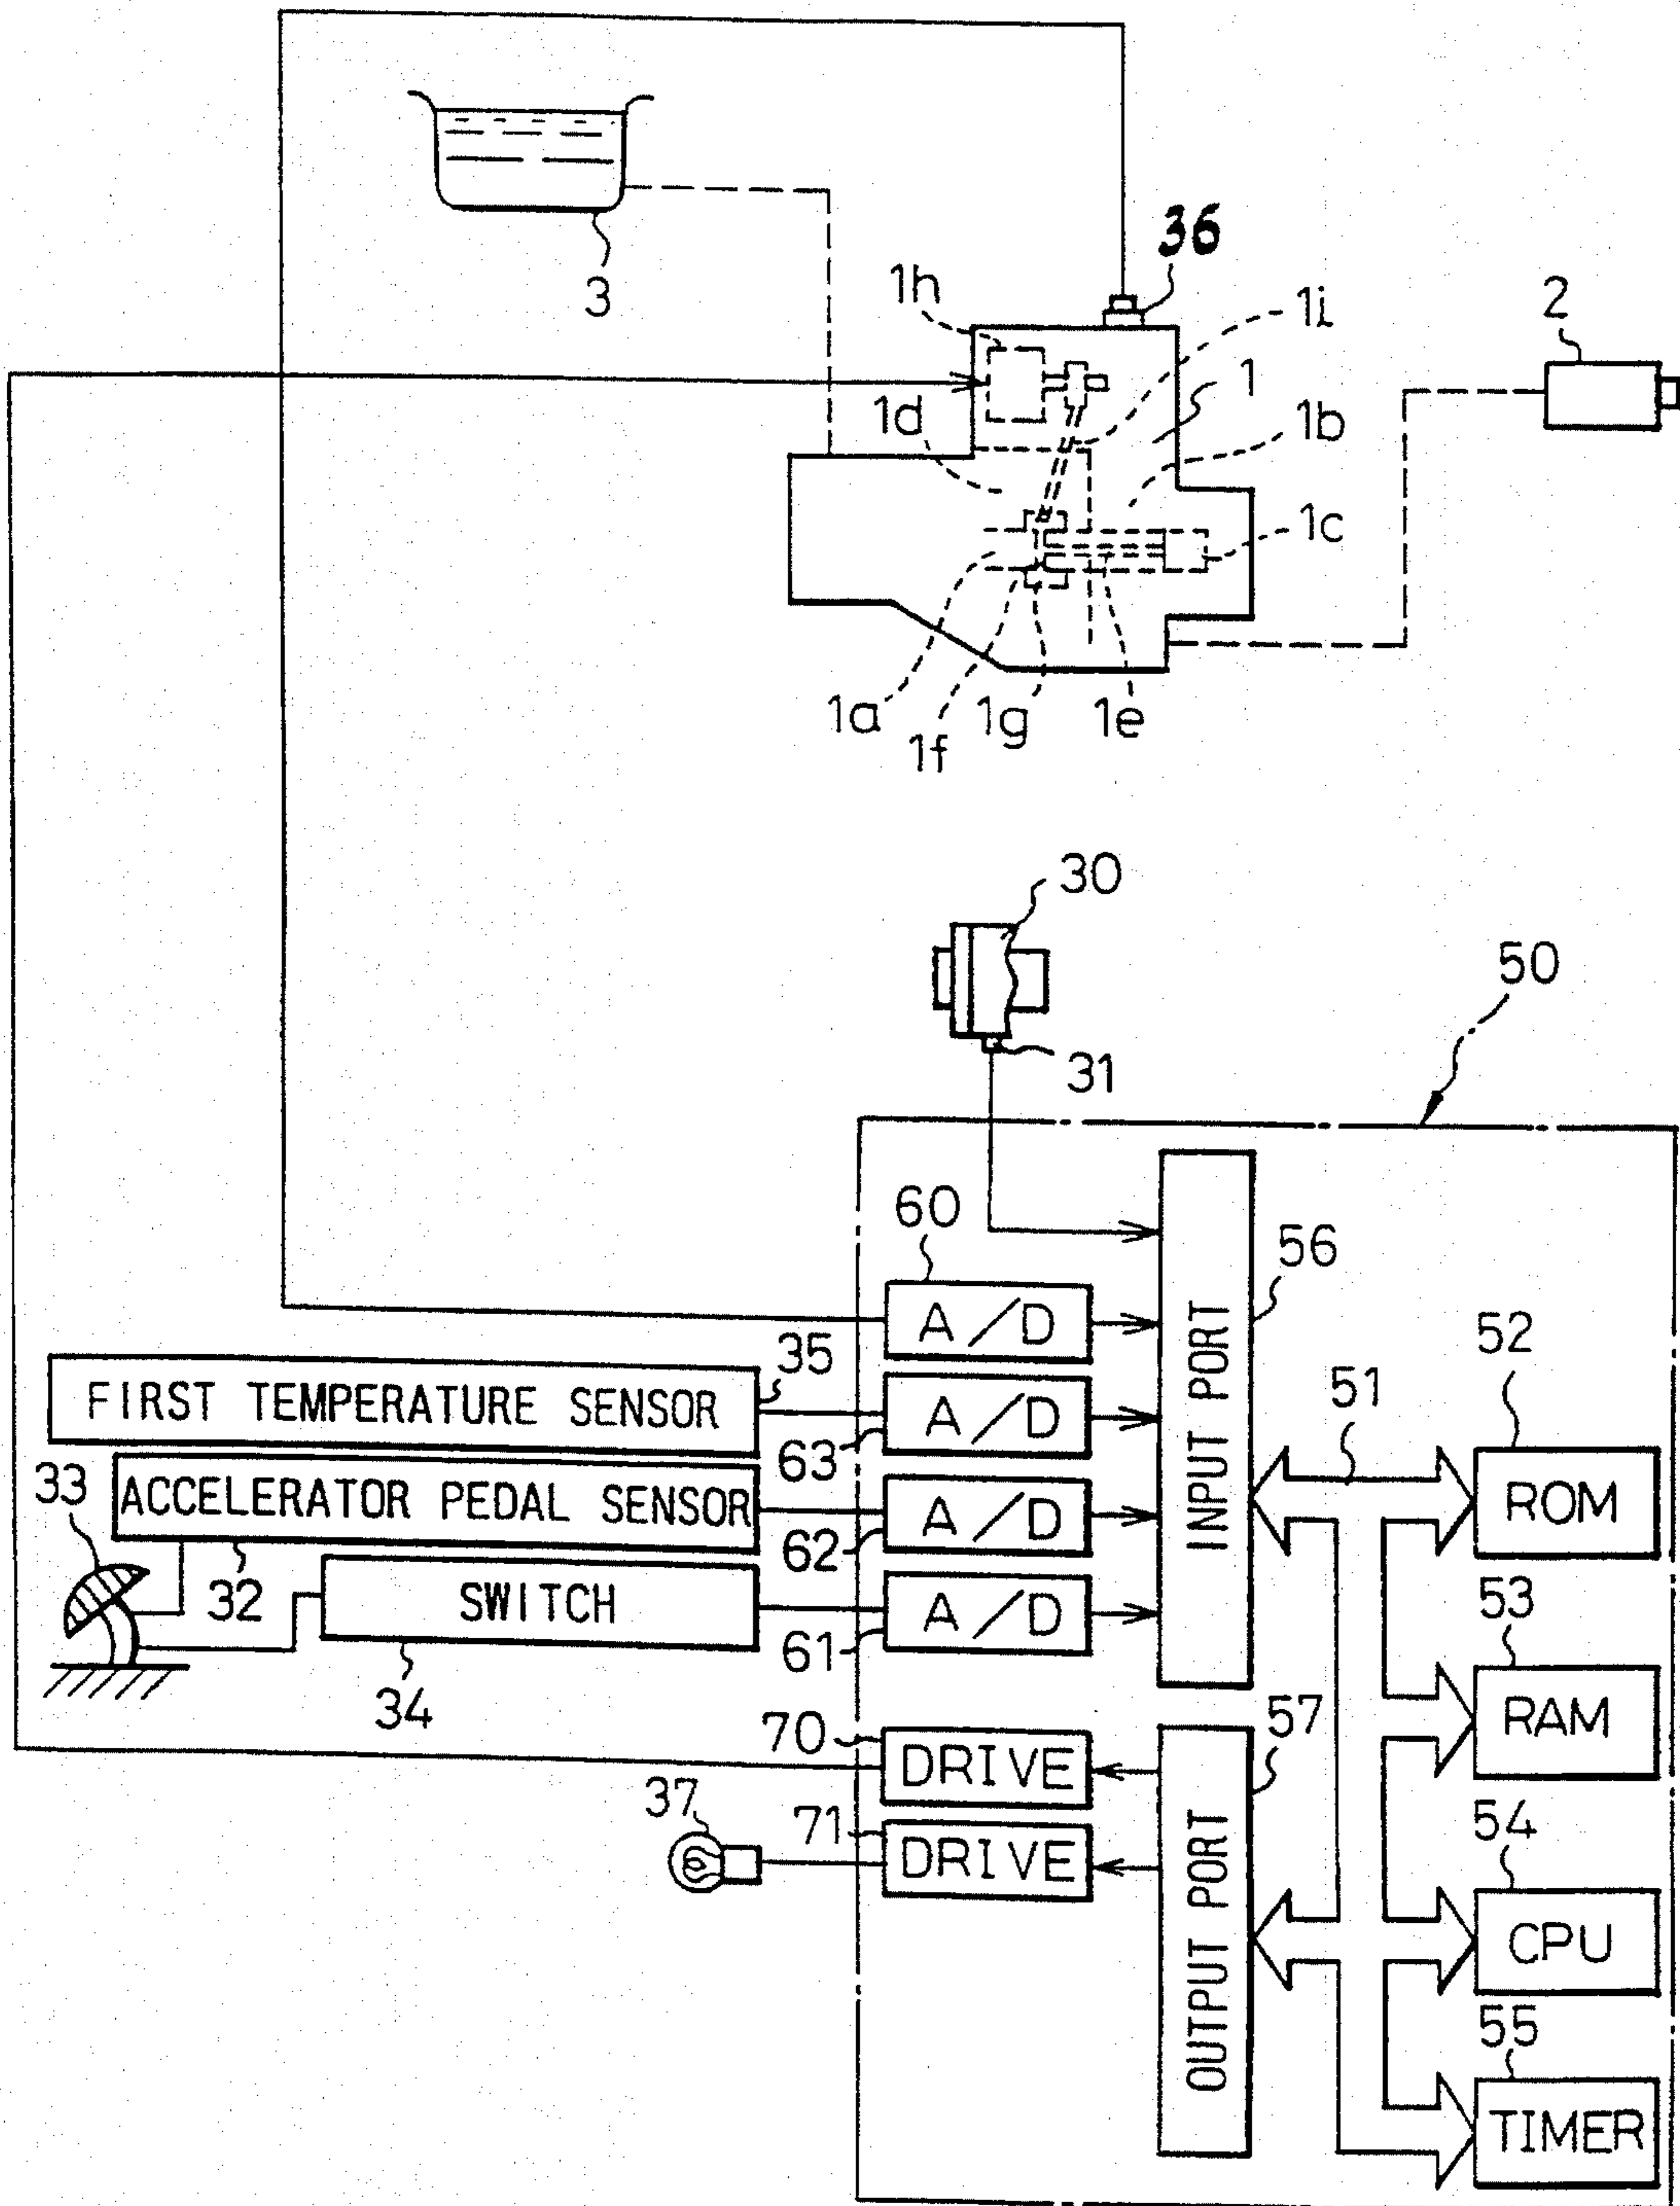 36
3
1h
1i
2
1
1d
1b
1c
1a
1f
1g
1e
30
50
31
60
A/D
56
35
FIRST TEMPERATURE SENSOR
A/D
63
INPUT PORT
51
52
ROM
33
ACCELERATOR PEDAL SENSOR
A/D
62
32
SWITCH
A/D
61
34
53
RAM
70
DRIVE
57
37
71
DRIVE
OUTPUT PORT
54
CPU
55
TIMER